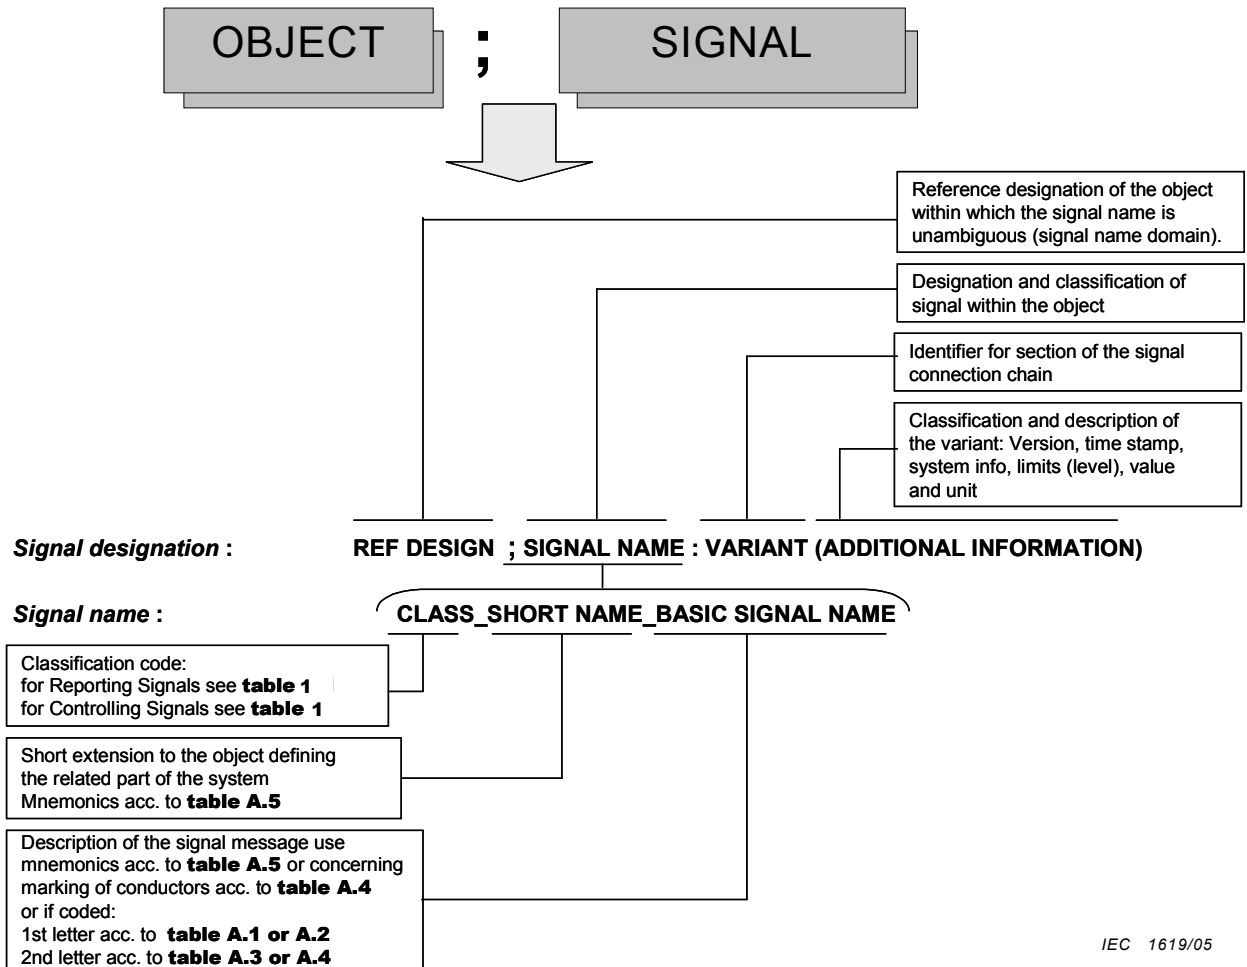 OBJECT ; SIGNAL
Reference designation of the object
within which the signal name is
unambiguous (signal name domain).
Designation and classification of
signal within the object
Identifier for section of the signal
connection chain
Classification and description of
the variant: Version, time stamp,
system info, limits (level), value
and unit
Signal designation : REF DESIGN ; SIGNAL NAME : VARIANT (ADDITIONAL INFORMATION)
Signal name : CLASS_SHORT NAME_BASIC SIGNAL NAME
Classification code:
for Reporting Signals see table 1
for Controlling Signals see table 1
Short extension to the object defining
the related part of the system
Mnemonics acc. to table A.5
Description of the signal message use
mnemonics acc. to table A.5 or concerning
marking of conductors acc. to table A.4
or if coded:
1st letter acc. to table A.1 or A.2
2nd letter acc. to table A.3 or A.4
IEC 1619/05